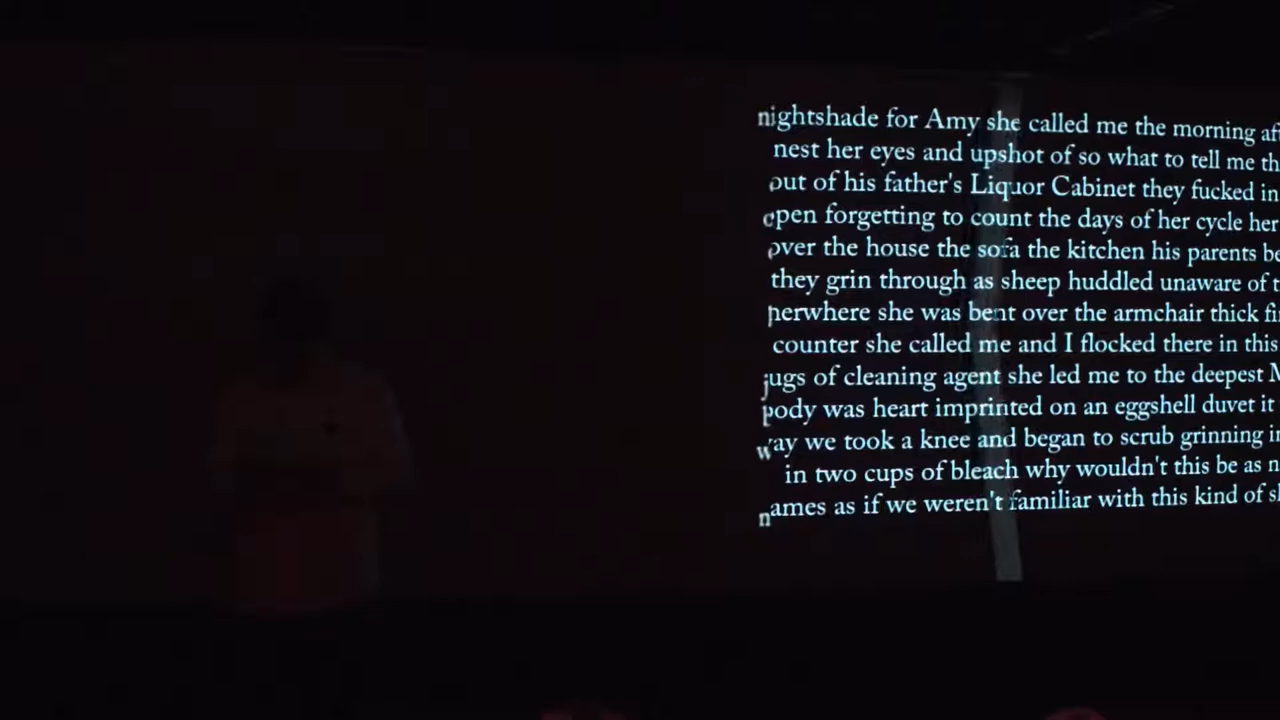 nightshade for Amy she called me the morning
nest her eyes and upshot of so what to tell me
out of his father's Liquor Cabinet they fucked in
open forgetting to count the days of her cycle her
over the house the sofa the kitchen his parents
they grin through as sheep huddled unaware of
herwhere she was bent over the armchair thick
counter she called me and I flocked there in this
jugs of cleaning agent she led me to the deepest
body was heart imprinted on an eggshell duvet it
way we took a knee and began to scrub grinning
in two cups of bleach why wouldn't this be as
names as if we weren't familiar with this kind of